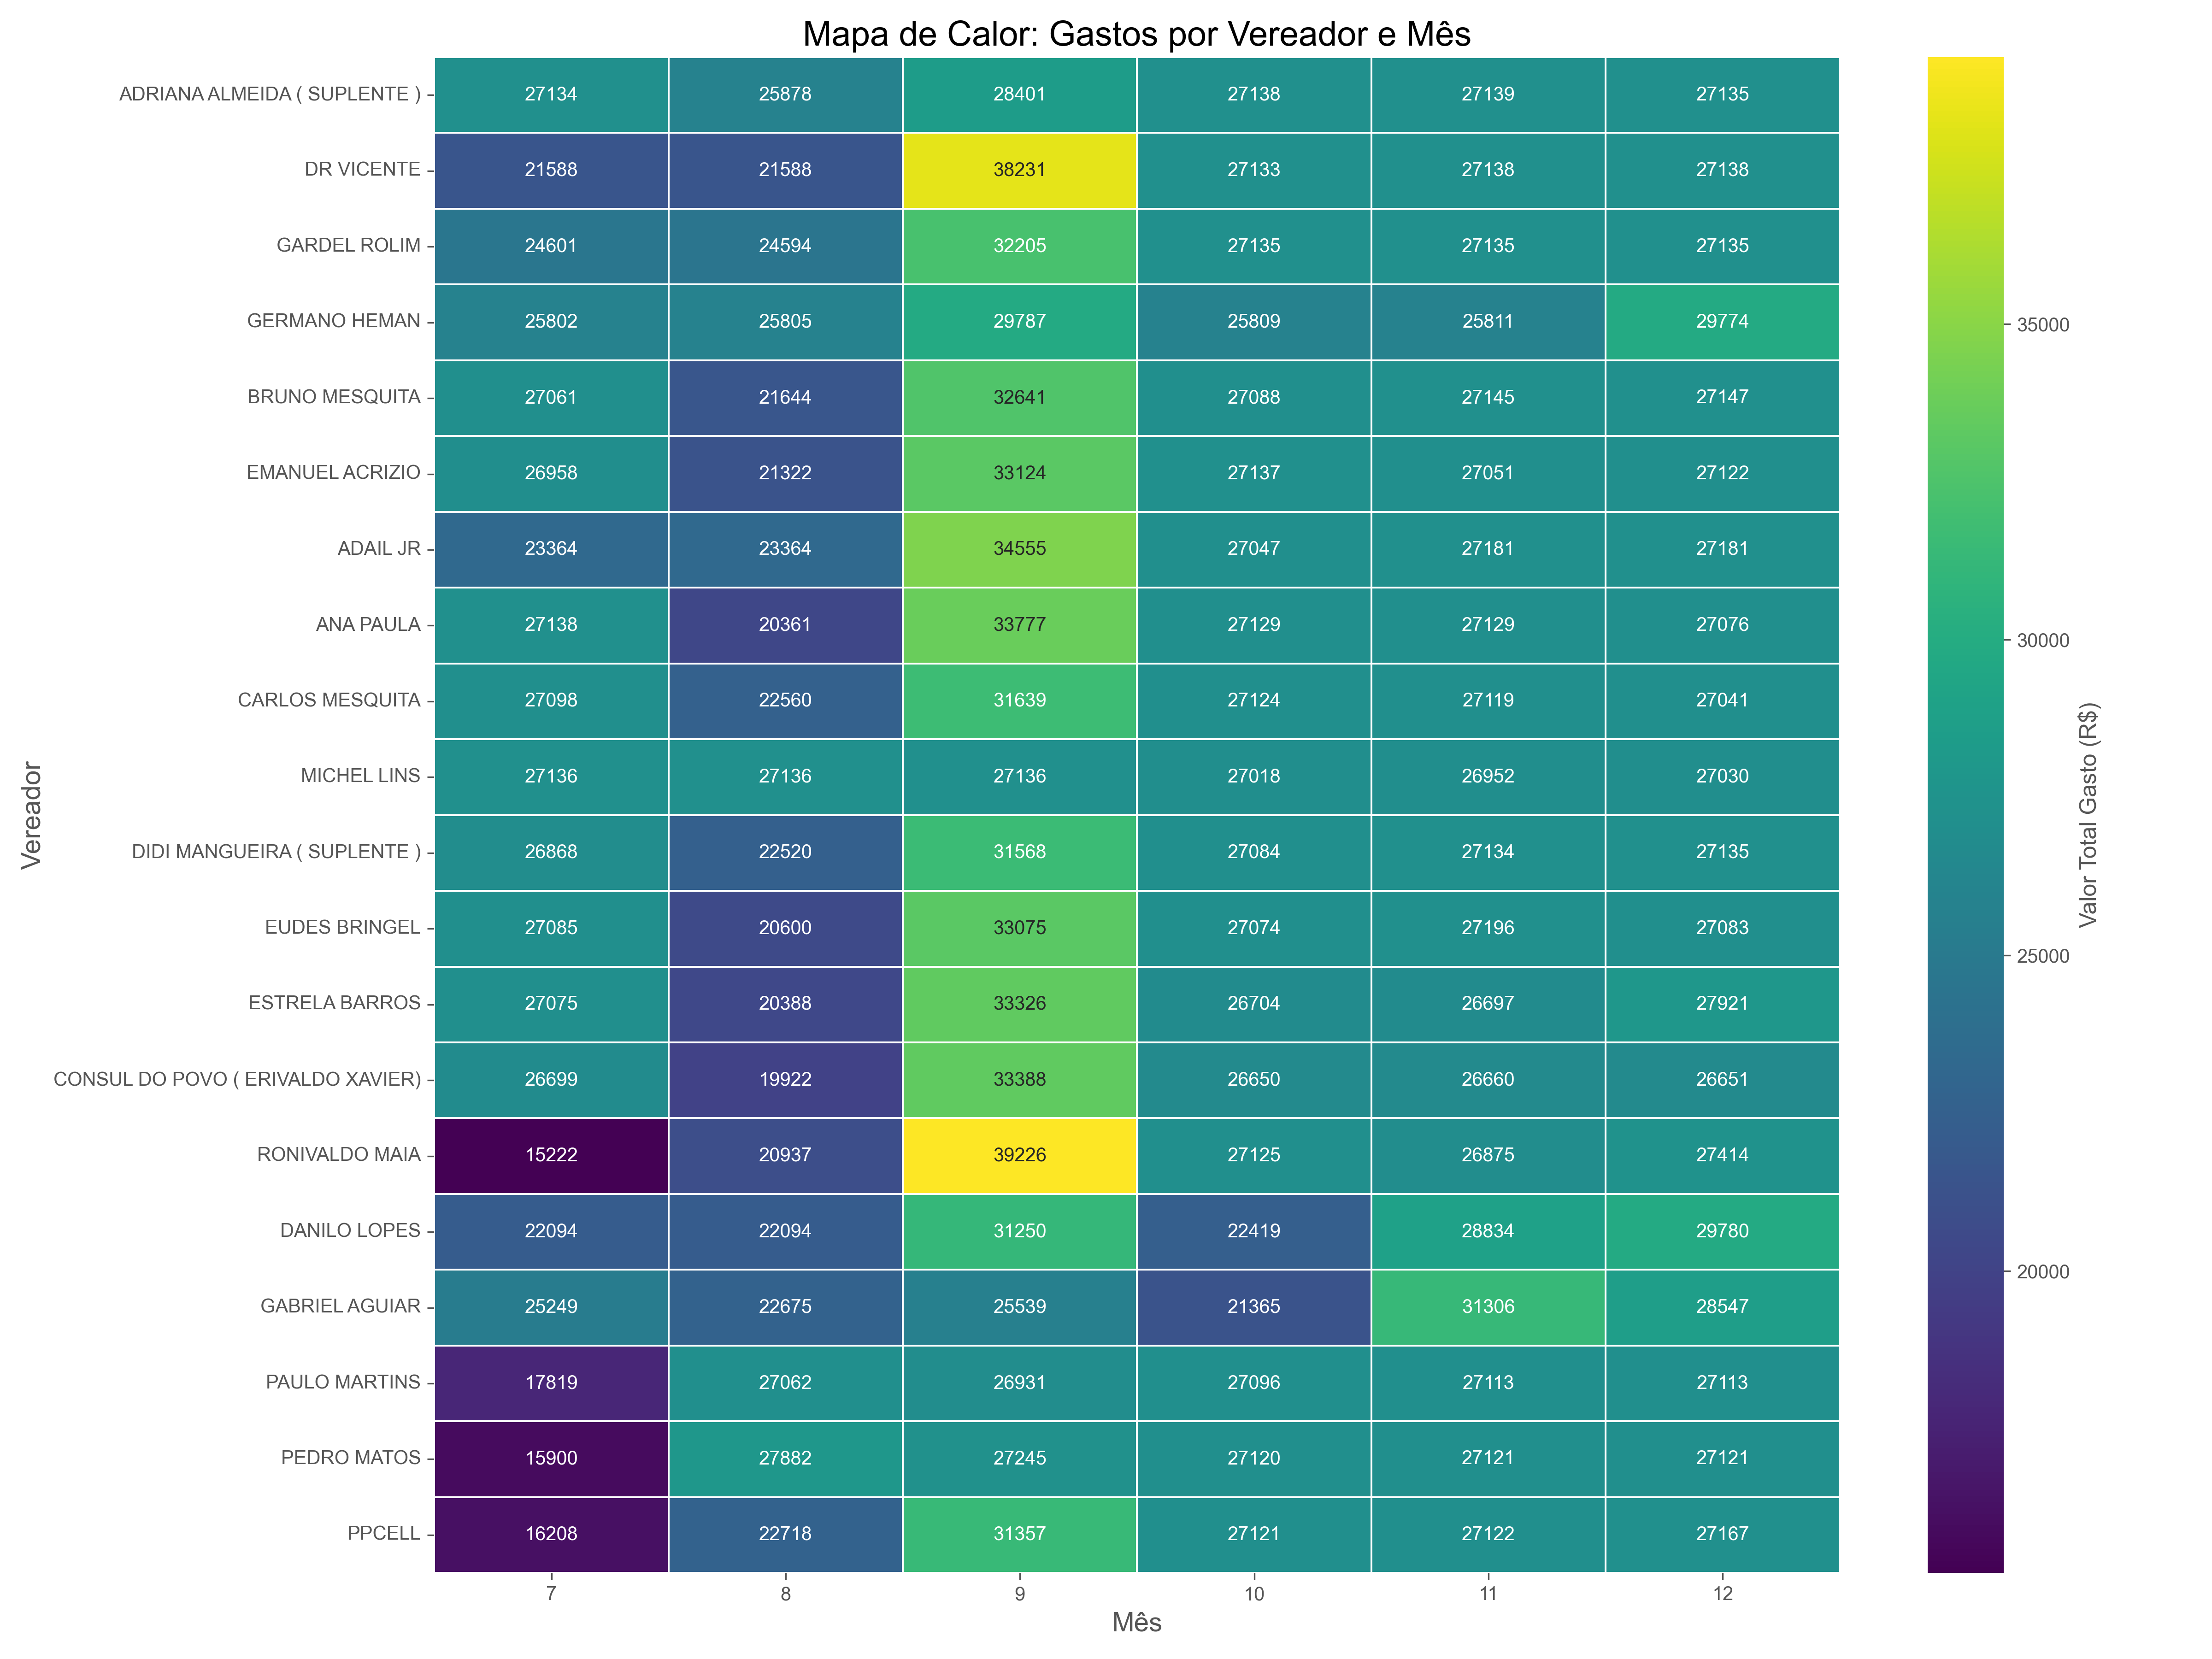 Mapa de Calor: Gastos por Vereador e Mês
ADRIANA ALMEIDA ( SUPLENTE ) 27134 25878 28401 27138 27139 27135
DR VICENTE 21588 21588 38231 27133 27138 27138
GARDEL ROLIM 24601 24594 32205 27135 27135 27135
GERMANO HEMAN 25802 25805 29787 25809 25811 29774
BRUNO MESQUITA 27061 21644 32641 27088 27145 27147
EMANUEL ACRIZIO 26958 21322 33124 27137 27051 27122
ADAIL JR 23364 23364 34555 27047 27181 27181
ANA PAULA 27138 20361 33777 27129 27129 27076
CARLOS MESQUITA 27098 22560 31639 27124 27119 27041
MICHEL LINS 27136 27136 27136 27018 26952 27030
DIDI MANGUEIRA ( SUPLENTE ) 26868 22520 31568 27084 27134 27135
EUDES BRINGEL 27085 20600 33075 27074 27196 27083
ESTRELA BARROS 27075 20388 33326 26704 26697 27921
CONSUL DO POVO ( ERIVALDO XAVIER) 26699 19922 33388 26650 26660 26651
RONIVALDO MAIA 15222 20937 39226 27125 26875 27414
DANILO LOPES 22094 22094 31250 22419 28834 29780
GABRIEL AGUIAR 25249 22675 25539 21365 31306 28547
PAULO MARTINS 17819 27062 26931 27096 27113 27113
PEDRO MATOS 15900 27882 27245 27120 27121 27121
PPCELL 16208 22718 31357 27121 27122 27167
7 8 9 10 11 12
Mês
Vereador
35000
30000
25000
20000
Valor Total Gasto (R$)